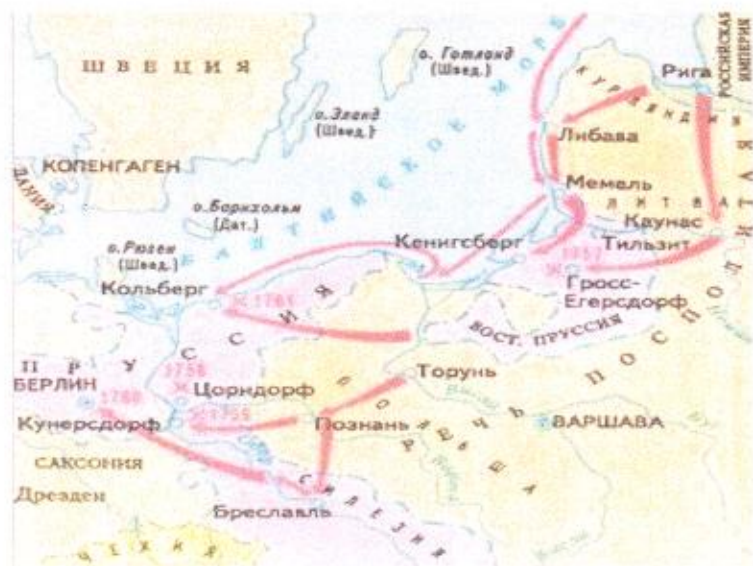 ШВЕЦИЯ
о. Готланд
(Швед.)
о. Эланд
(Швед.)
РОССИЙСКАЯ
ИМПЕРИЯ
Рига
КУРЛЯНДИЯ
Либава
БАЛТИЙСКОЕ МОРЕ
КОПЕНГАГЕН
ДАНИЯ
Мемаль
ЛИТВА
о. Борнхольм
(Дат.)
Каунас
Кенигсберг
1757
Тильзит
о. Рюген
(Швед.)
Гросс-
Егерсдорф
Кольберг
1761
ВОСТ. ПРУССИЯ
ПРУССИЯ
1758
БЕРЛИН
1760
Цорндорф
Торунь
РЕЧЬ ПОСПОЛИТАЯ
ПОЛЬША
Кунерсдорф
1759
Познань
ВАРШАВА
САКСОНИЯ
Дрезден
СИЛЕЗИЯ
Бреславль
ЧЕХИЯ